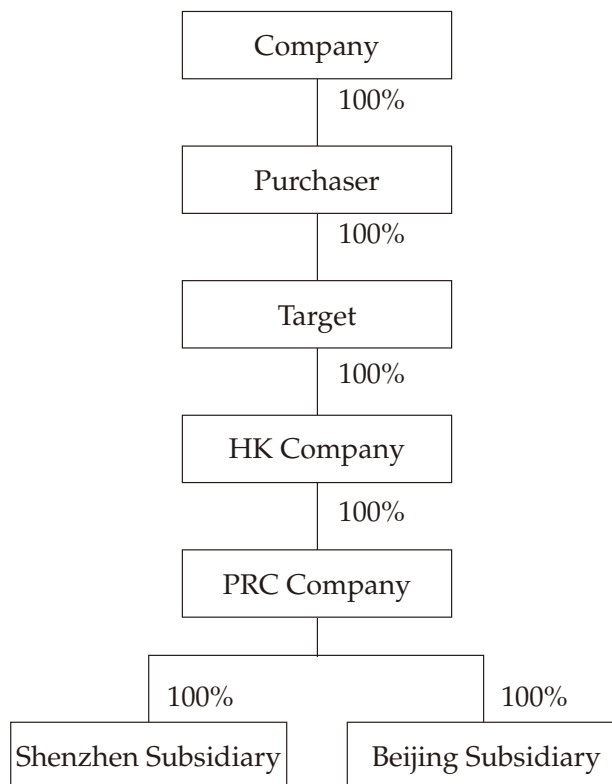 Company
100%
Purchaser
100%
Target
100%
HK Company
100%
PRC Company
100%
100%
Shenzhen Subsidiary
Beijing Subsidiary